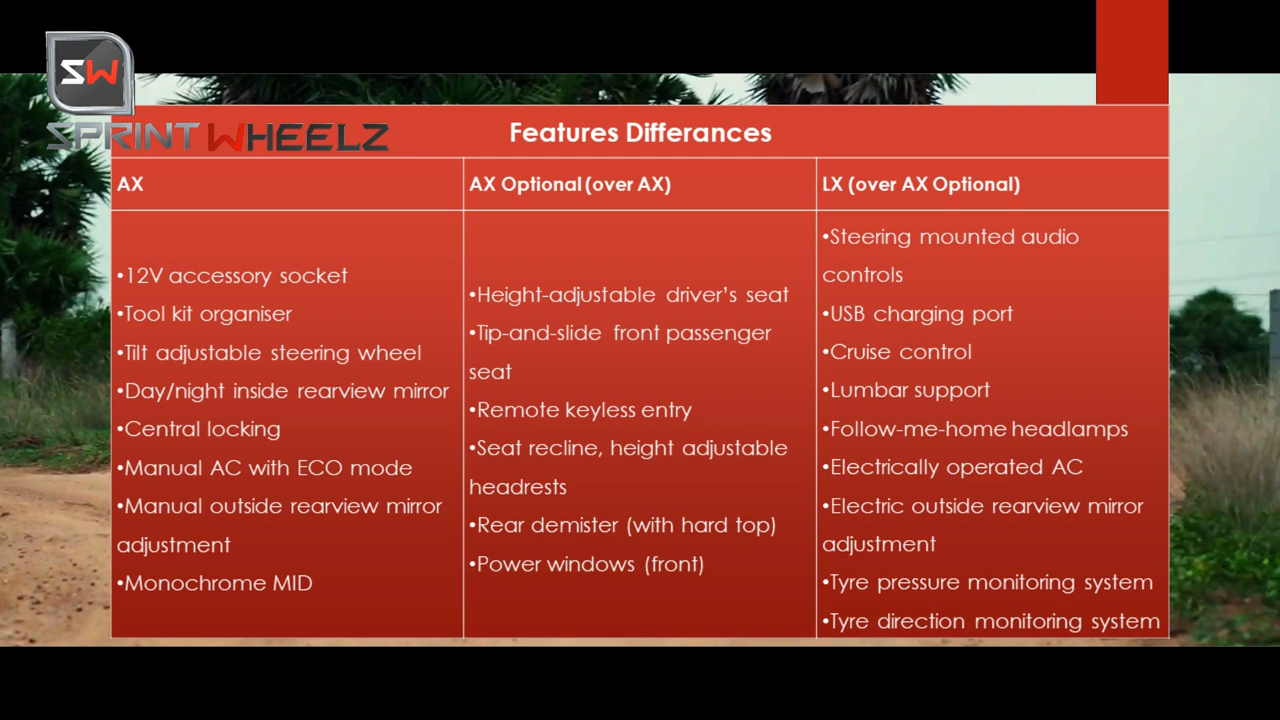 SW
SPRINT WHEELZ
Features Differances
AX
AX Optional (over AX)
LX (over AX Optional)
•12V accessory socket
•Tool kit organiser
•Tilt adjustable steering wheel
•Day/night inside rearview mirror
•Central locking
•Manual AC with ECO mode
•Manual outside rearview mirror
adjustment
•Monochrome MID
•Height-adjustable driver’s seat
•Tip-and-slide front passenger
seat
•Remote keyless entry
•Seat recline, height adjustable
headrests
•Rear demister (with hard top)
•Power windows (front)
•Steering mounted audio
controls
•USB charging port
•Cruise control
•Lumbar support
•Follow-me-home headlamps
•Electrically operated AC
•Electric outside rearview mirror
adjustment
•Tyre pressure monitoring system
•Tyre direction monitoring system